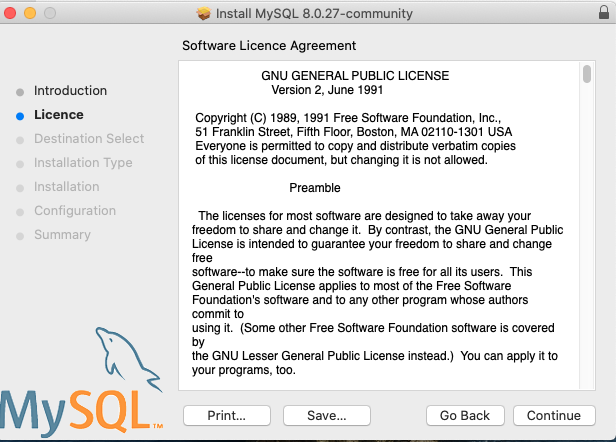 Install MySQL 8.0.27-community
Software Licence Agreement
Introduction
Licence
Destination Select
Installation Type
Installation
Configuration
Summary
GNU GENERAL PUBLIC LICENSE
Version 2, June 1991
Copyright (C) 1989, 1991 Free Software Foundation, Inc.,
51 Franklin Street, Fifth Floor, Boston, MA 02110-1301 USA
Everyone is permitted to copy and distribute verbatim copies
of this license document, but changing it is not allowed.
Preamble
The licenses for most software are designed to take away your
freedom to share and change it. By contrast, the GNU General Public
License is intended to guarantee your freedom to share and change
free
software--to make sure the software is free for all its users. This
General Public License applies to most of the Free Software
Foundation's software and to any other program whose authors
commit to
using it. (Some other Free Software Foundation software is covered
by
the GNU Lesser General Public License instead.) You can apply it to
your programs, too.
MySQL™
Print...
Save...
Go Back
Continue